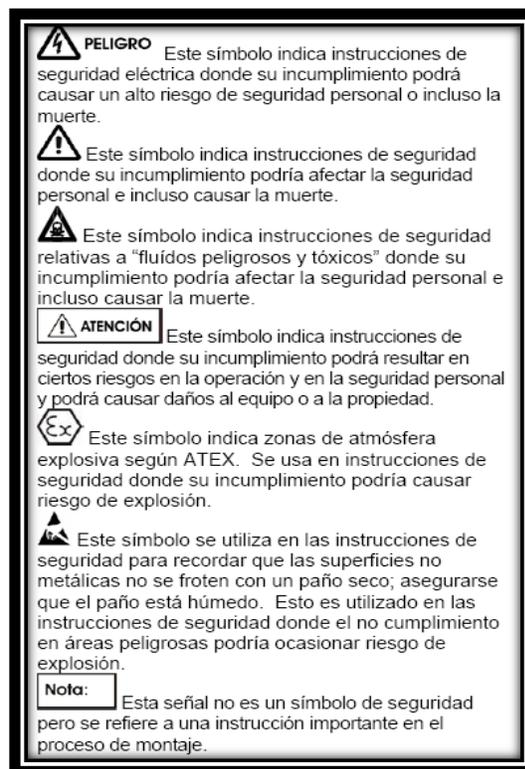 PELIGRO Este símbolo indica instrucciones de
seguridad eléctrica donde su incumplimiento podrá
causar un alto riesgo de seguridad personal o incluso la
muerte.
Este símbolo indica instrucciones de seguridad
donde su incumplimiento podría afectar la seguridad
personal e incluso causar la muerte.
Este símbolo indica instrucciones de seguridad
relativas a “fluídos peligrosos y tóxicos” donde su
incumplimiento podría afectar la seguridad personal e
incluso causar la muerte.
ATENCIÓN Este símbolo indica instrucciones de
seguridad donde su incumplimiento podrá resultar en
ciertos riesgos en la operación y en la seguridad personal
y podrá causar daños al equipo o a la propiedad.
Ex Este símbolo indica zonas de atmósfera
explosiva según ATEX. Se usa en instrucciones de
seguridad donde su incumplimiento podría causar
riesgo de explosión.
Este símbolo se utiliza en las instrucciones de
seguridad para recordar que las superficies no
metálicas no se froten con un paño seco; asegurarse
que el paño está húmedo. Esto es utilizado en las
instrucciones de seguridad donde el no cumplimiento
en áreas peligrosas podría ocasionar riesgo de
explosión.
Nota: Esta señal no es un símbolo de seguridad
pero se refiere a una instrucción importante en el
proceso de montaje.